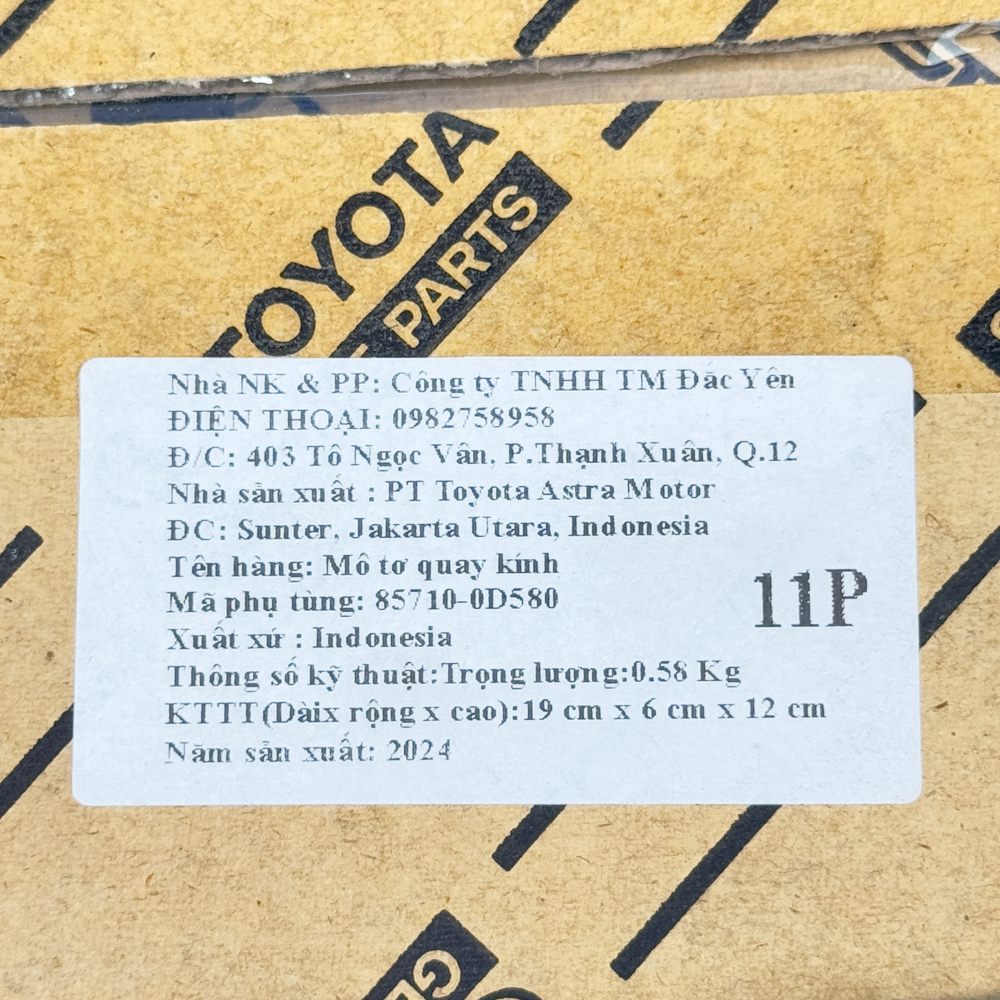 TOYOTA
PARTS
Nhà NK & PP: Công ty TNHH TM Đắc Yên
ĐIỆN THOẠI: 0982758958
Đ/C: 403 Tô Ngọc Vân, P.Thạnh Xuân, Q.12
Nhà sản xuất : PT Toyota Astra Motor
ĐC: Sunter, Jakarta Utara, Indonesia
Tên hàng: Mô tơ quay kính
Mã phụ tùng: 85710-0D580
11P
Xuất xứ : Indonesia
Thông số kỹ thuật:Trọng lượng:0.58 Kg
KTTT(Dàix rộng x cao):19 cm x 6 cm x 12 cm
Năm sản xuất: 2024